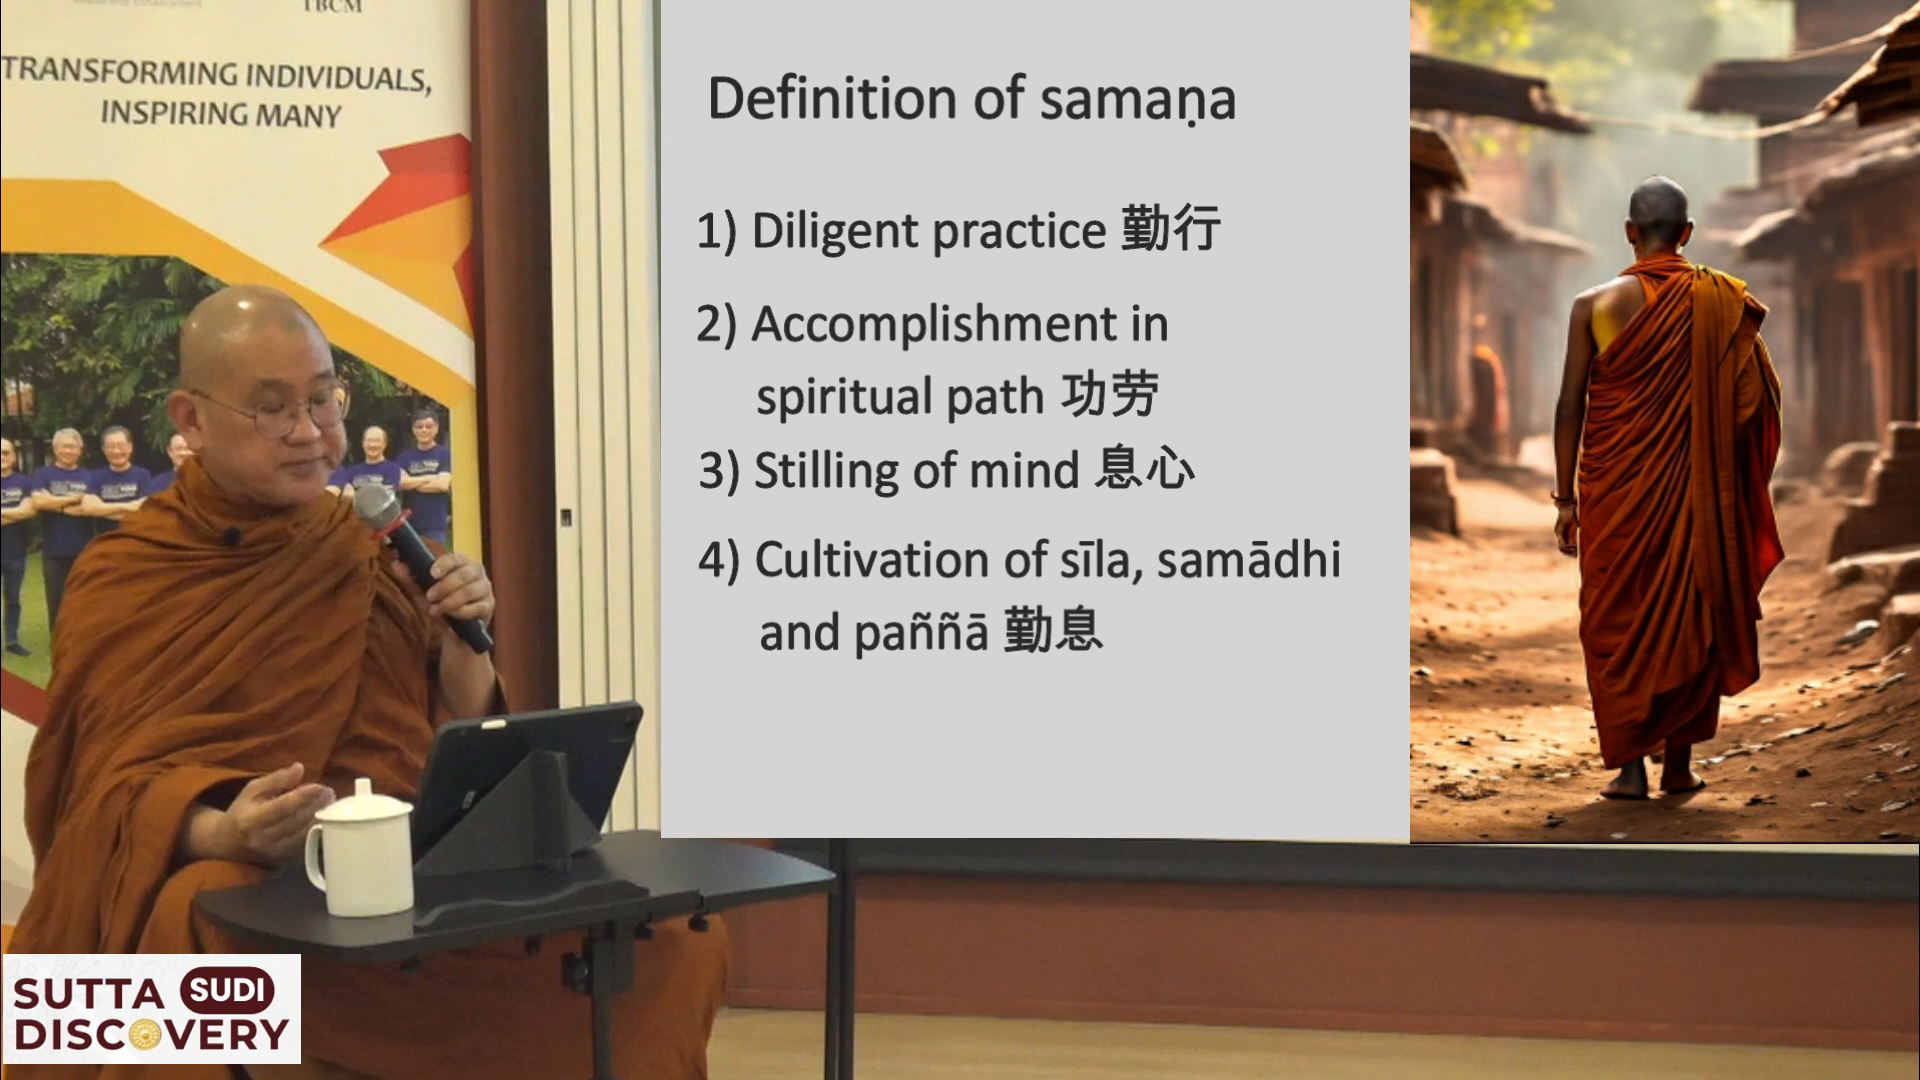 TBCM
TRANSFORMING INDIVIDUALS,
INSPIRING MANY
Definition of samaṇa
1) Diligent practice 勤行
2) Accomplishment in
spiritual path 功劳
3) Stilling of mind 息心
4) Cultivation of sīla, samādhi
and paññā 勤息
SUTTA SUDI
DISCOVERY